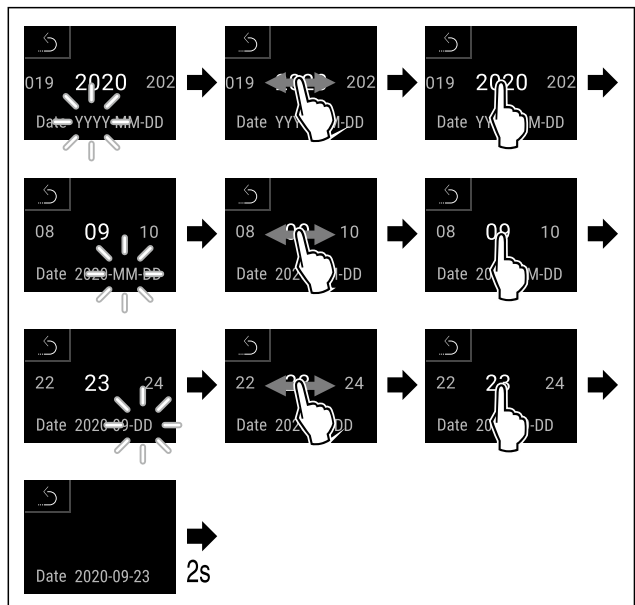 019 2020 202
Date YYYY-MM-DD
019 202
Date YY -DD
019 2020 202
Date YY M-DD
08 09 10
Date 2020-MM-DD
08 09 10
Date 202 -DD
08 09 10
Date 20 M-DD
22 23 24
Date 2020-09-DD
22 23 24
Date 202 DD
22 23 24
Date 20 -DD
Date 2020-09-23
2s